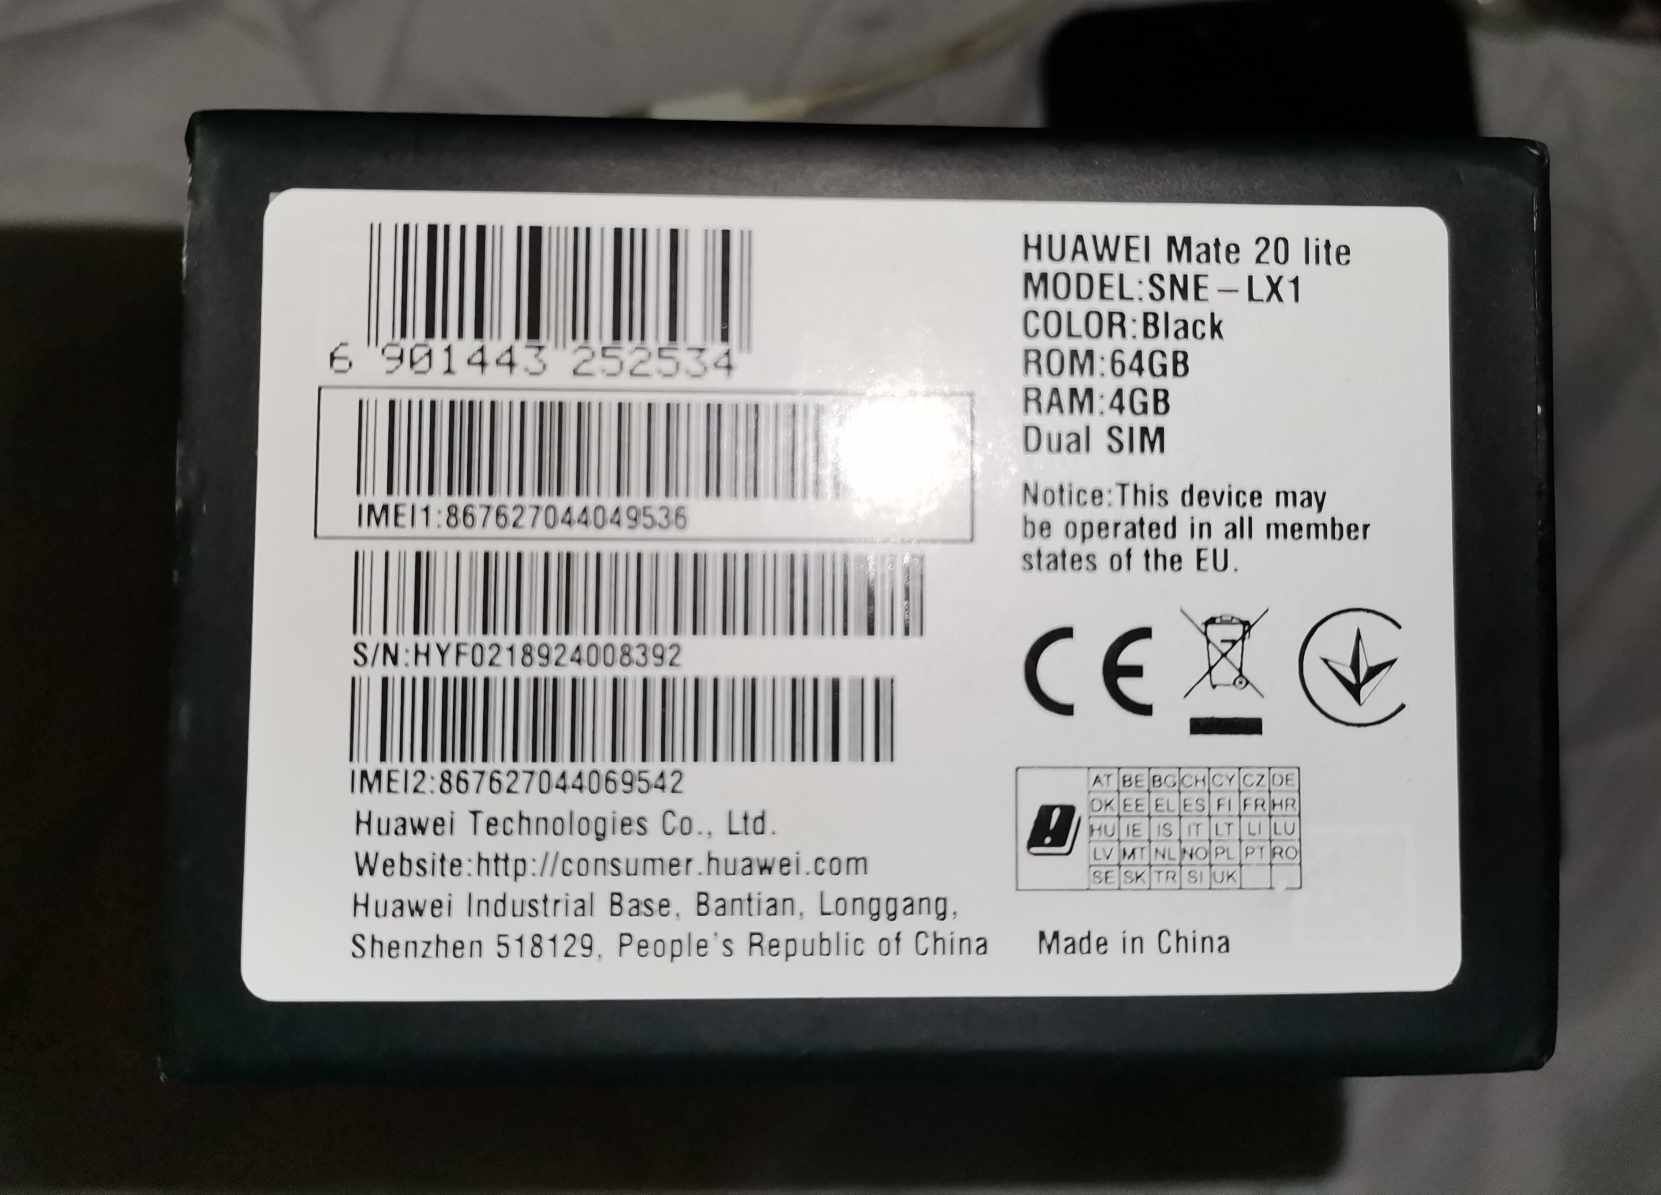 6 901443 252534
IMEI1:867627044049536
S/N:HYF0218924008392
IMEI2:867627044069542
Huawei Technologies Co., Ltd.
Website:http://consumer.huawei.com
Huawei Industrial Base, Bantian, Longgang,
Shenzhen 518129, People's Republic of China
HUAWEI Mate 20 lite
MODEL:SNE-LX1
COLOR:Black
ROM:64GB
RAM:4GB
Dual SIM
Notice:This device may
be operated in all member
states of the EU.
CE
AT BE BG CH CY CZ DE
DK EE EL ES FI FR HR
HU IE IS IT LT LI LU
LV MT NL NO PL PT RO
SE SK TR SI UK
Made in China